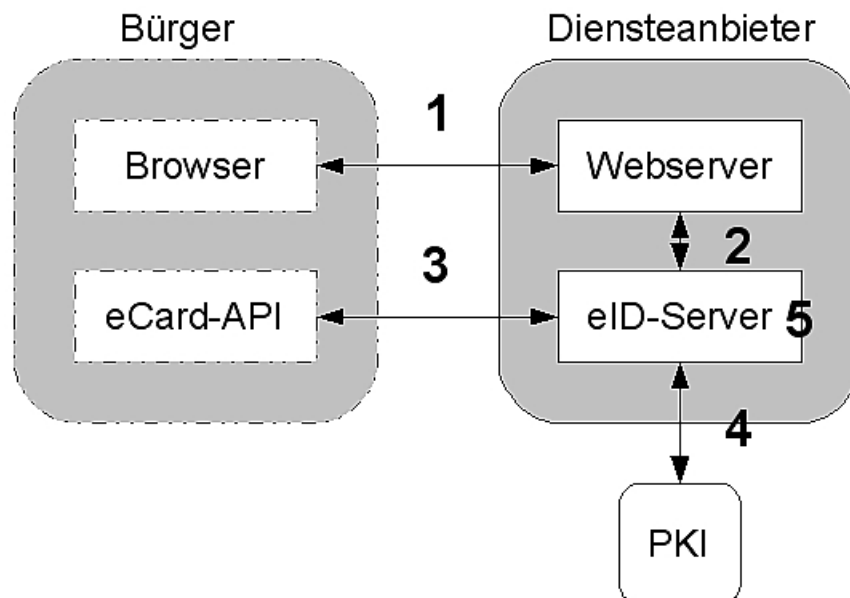 Bürger
Diensteanbieter
1
Browser
Webserver
2
3
eCard-API
eID-Server
5
4
PKI